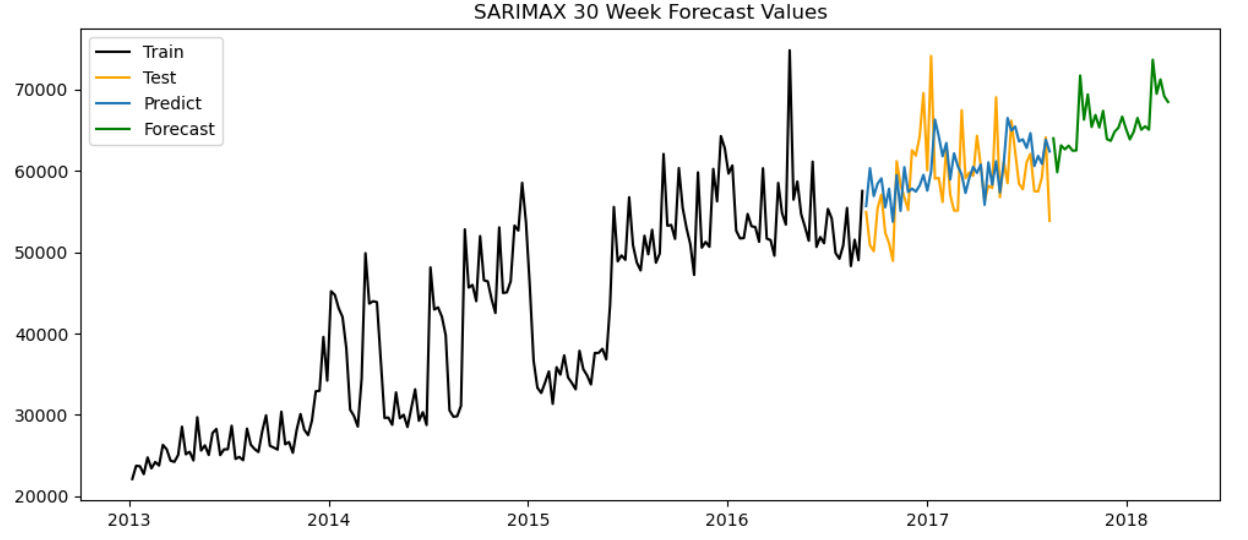 SARIMAX 30 Week Forecast Values
Train
Test
Predict
Forecast
70000
60000
50000
40000
30000
20000
2013 2014 2015 2016 2017 2018